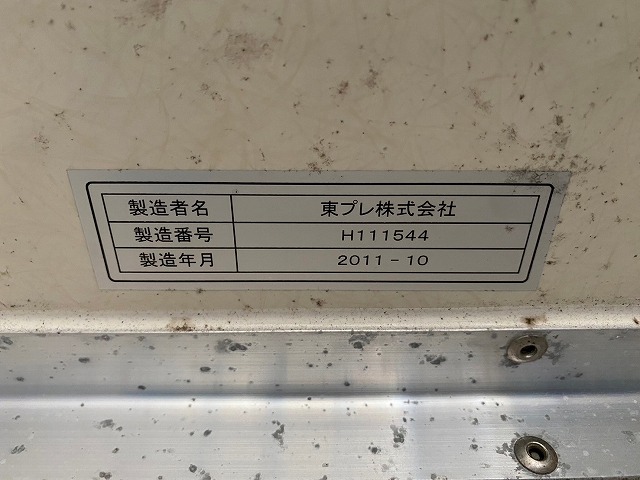 製造者名 東プレ株式会社
製造番号 H111544
製造年月 2011-10